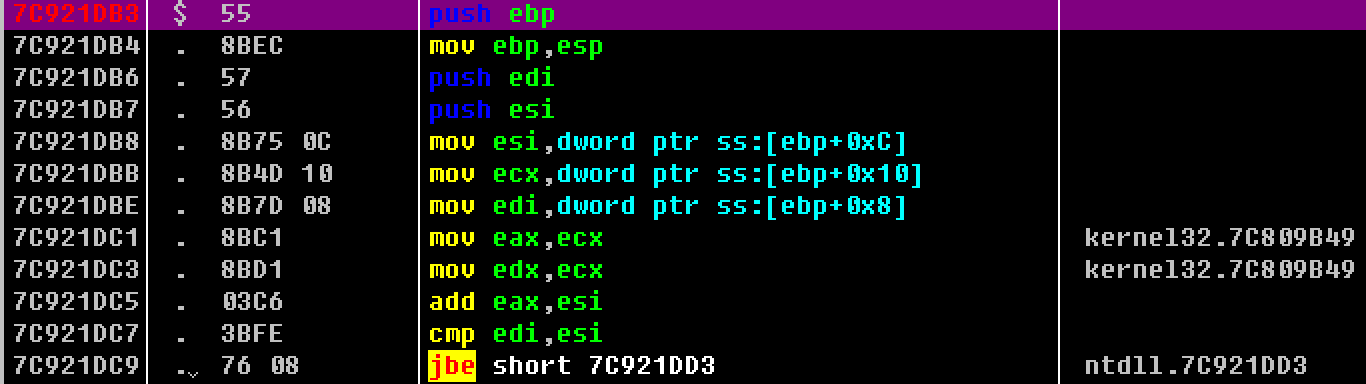 7C921DB3 $ 55 push ebp
7C921DB4 . 8BEC mov ebp,esp
7C921DB6 . 57 push edi
7C921DB7 . 56 push esi
7C921DB8 . 8B75 0C mov esi,dword ptr ss:[ebp+0xC]
7C921DBB . 8B4D 10 mov ecx,dword ptr ss:[ebp+0x10]
7C921DBE . 8B7D 08 mov edi,dword ptr ss:[ebp+0x8]
7C921DC1 . 8BC1 mov eax,ecx kernel32.7C809B49
7C921DC3 . 8BD1 mov edx,ecx kernel32.7C809B49
7C921DC5 . 03C6 add eax,esi
7C921DC7 . 3BFE cmp edi,esi
7C921DC9 .⌄ 76 08 jbe short 7C921DD3 ntdll.7C921DD3